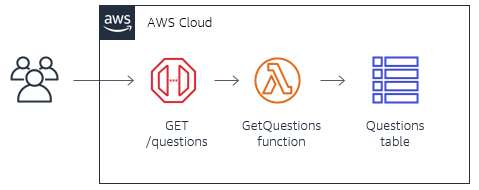 aws
AWS Cloud
GET
/questions
GetQuestions
function
Questions
table